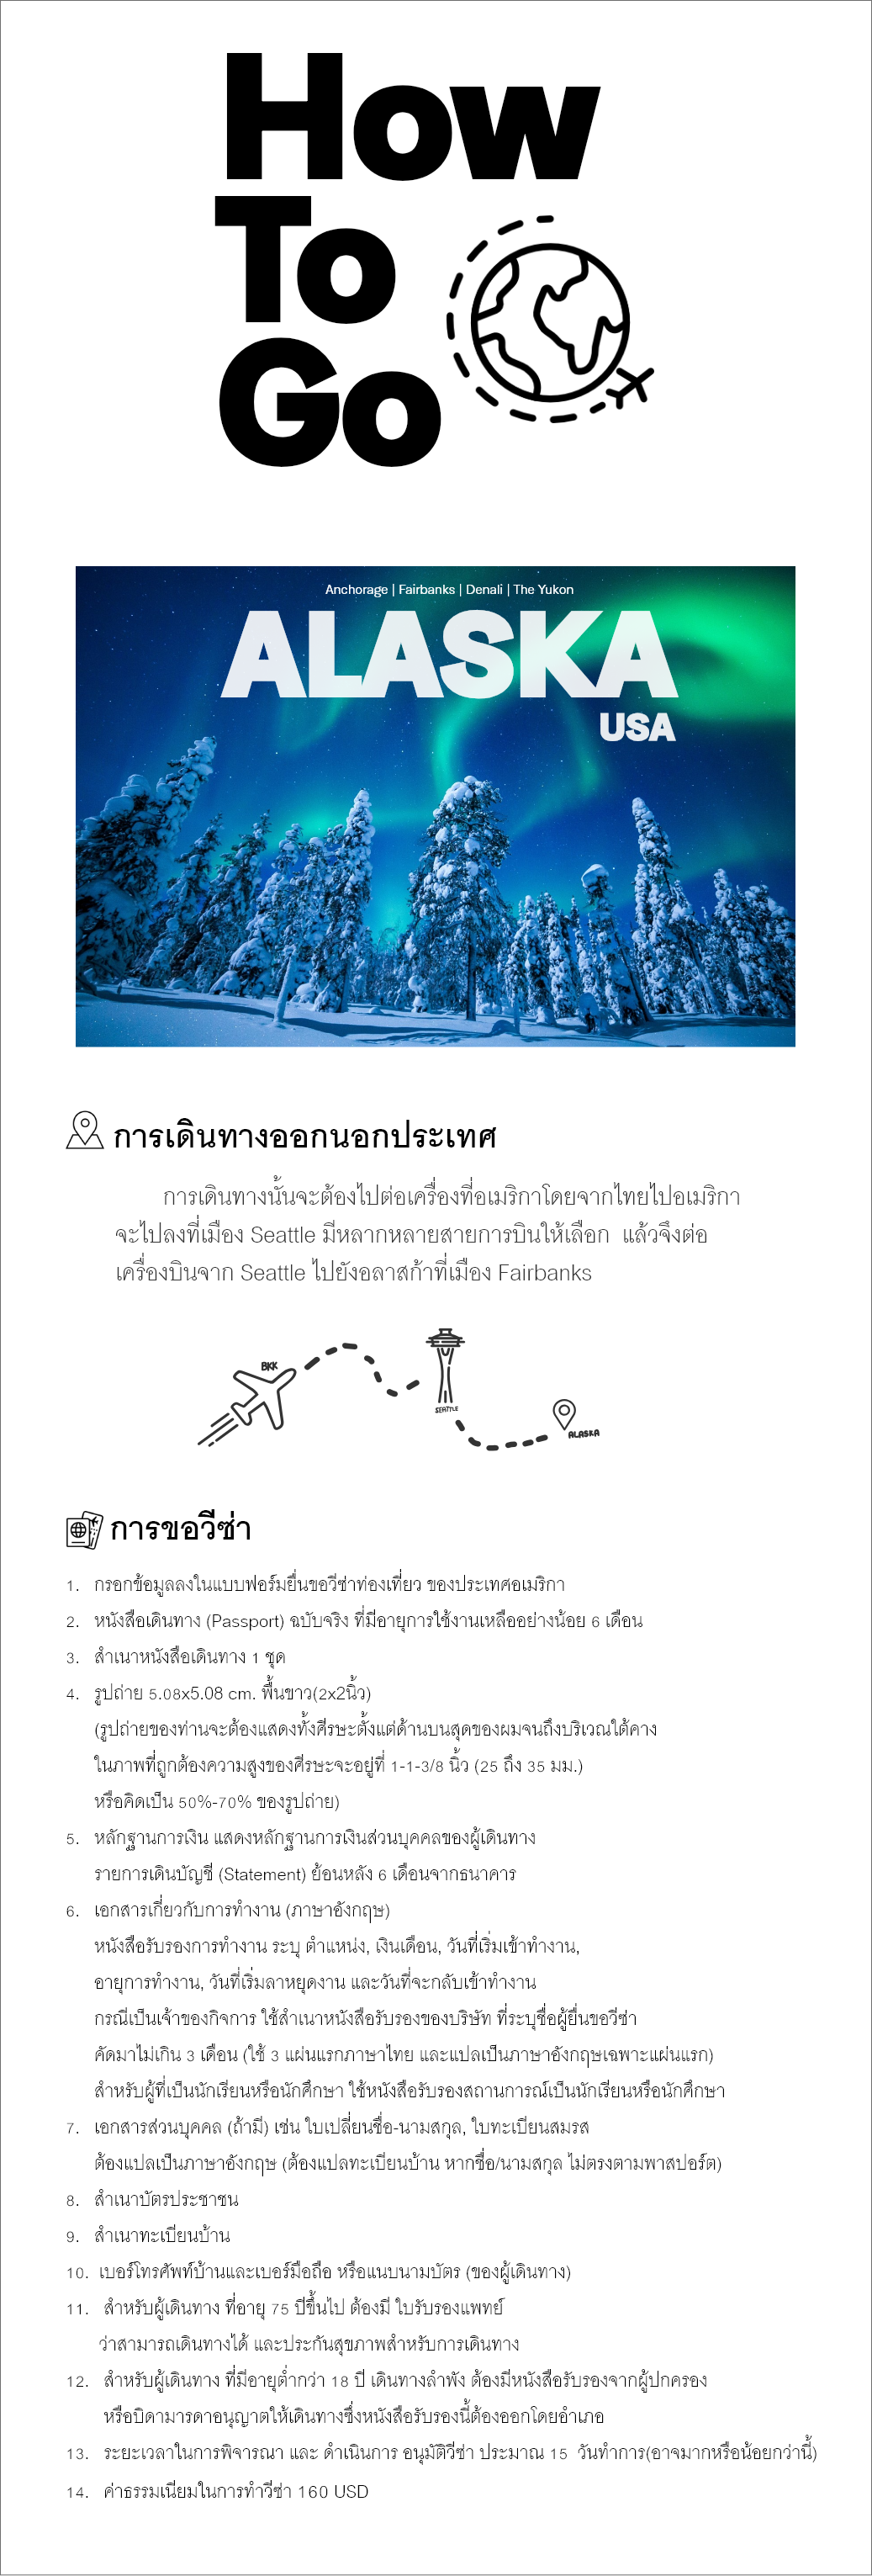 How
To
Go
Anchorage | Fairbanks | Denali | The Yukon
ALASKA
USA
การเดินทางออกนอกประเทศ
การเดินทางนั้นจะต้องไปต่อเครื่องที่อเมริกาโดยจากไทยไปอเมริกา
จะไปลงที่เมือง Seattle มีหลากหลายสายการบินให้เลือก แล้วจึงต่อ
เครื่องบินจาก Seattle ไปยังอลาสก้าที่เมือง Fairbanks
BKK
SEATTLE
ALASKA
การขอวีซ่า
1. กรอกข้อมูลลงในแบบฟอร์มยื่นขอวีซ่าท่องเที่ยว ของประเทศอเมริกา
2. หนังสือเดินทาง (Passport) ฉบับจริง ที่มีอายุการใช้งานเหลืออย่างน้อย 6 เดือน
3. สำเนาหนังสือเดินทาง 1 ชุด
4. รูปถ่าย 5.08x5.08 cm. พื้นขาว(2x2นิ้ว)
(รูปถ่ายของท่านจะต้องแสดงทั้งศีรษะตั้งแต่ด้านบนสุดของผมจนถึงบริเวณใต้คาง
ในภาพที่ถูกต้องความสูงของศีรษะจะอยู่ที่ 1-1-3/8 นิ้ว (25 ถึง 35 มม.)
หรือคิดเป็น 50%-70% ของรูปถ่าย)
5. หลักฐานการเงิน แสดงหลักฐานการเงินส่วนบุคคลของผู้เดินทาง
รายการเดินบัญชี (Statement) ย้อนหลัง 6 เดือนจากธนาคาร
6. เอกสารเกี่ยวกับการทำงาน (ภาษาอังกฤษ)
หนังสือรับรองการทำงาน ระบุ ตำแหน่ง, เงินเดือน, วันที่เริ่มเข้าทำงาน,
อายุการทำงาน, วันที่เริ่มลาหยุดงาน และวันที่จะกลับเข้าทำงาน
กรณีเป็นเจ้าของกิจการ ใช้สำเนาหนังสือรับรองของบริษัท ที่ระบุชื่อผู้ยื่นขอวีซ่า
คัดมาไม่เกิน 3 เดือน (ใช้ 3 แผ่นแรกภาษาไทย และแปลเป็นภาษาอังกฤษเฉพาะแผ่นแรก)
สำหรับผู้ที่เป็นนักเรียนหรือนักศึกษา ใช้หนังสือรับรองสถานการณ์เป็นนักเรียนหรือนักศึกษา
7. เอกสารส่วนบุคคล (ถ้ามี) เช่น ใบเปลี่ยนชื่อ-นามสกุล, ใบทะเบียนสมรส
ต้องแปลเป็นภาษาอังกฤษ (ต้องแปลทะเบียนบ้าน หากชื่อ/นามสกุล ไม่ตรงตามพาสปอร์ต)
8. สำเนาบัตรประชาชน
9. สำเนาทะเบียนบ้าน
10. เบอร์โทรศัพท์บ้านและเบอร์มือถือ หรือแนบนามบัตร (ของผู้เดินทาง)
11. สำหรับผู้เดินทาง ที่อายุ 75 ปีขึ้นไป ต้องมี ใบรับรองแพทย์
ว่าสามารถเดินทางได้ และประกันสุขภาพสำหรับการเดินทาง
12. สำหรับผู้เดินทาง ที่มีอายุต่ำกว่า 18 ปี เดินทางลำพัง ต้องมีหนังสือรับรองจากผู้ปกครอง
หรือบิดามารดาอนุญาตให้เดินทางซึ่งหนังสือรับรองนี้ต้องออกโดยอำเภอ
13. ระยะเวลาในการพิจารณา และ ดำเนินการ อนุมัติวีซ่า ประมาณ 15 วันทำการ(อาจมากหรือน้อยกว่านี้)
14. ค่าธรรมเนียมในการทำวีซ่า 160 USD